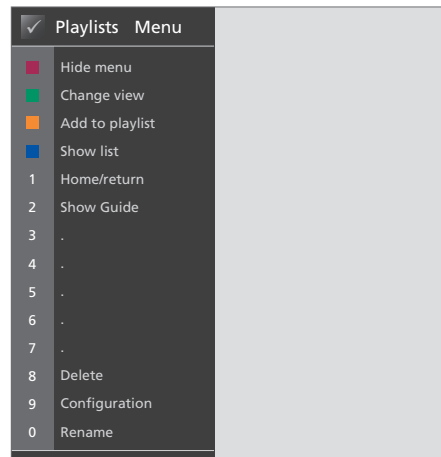 Playlists Menu
Hide menu
Change view
Add to playlist
Show list
1 Home/return
2 Show Guide
3 .
4 .
5 .
6 .
7 .
8 Delete
9 Configuration
0 Rename